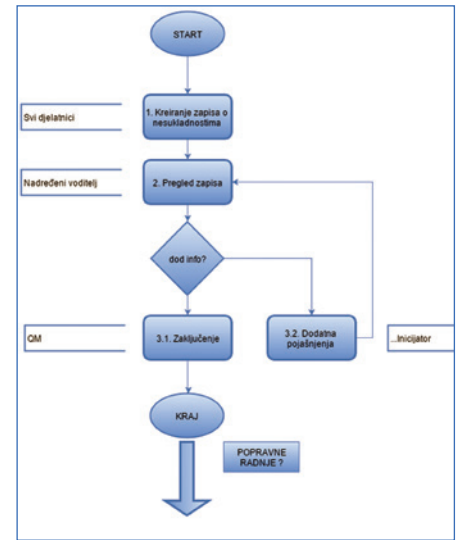 START
Svi djelatnici
1. Kreiranje zapisa o
nesukladnostima
Nadređeni voditelj
2. Pregled zapisa
dod info?
QM
3.1. Zaključenje
3.2. Dodatna
pojašnjenja
...Inicijator
KRAJ
POPRAVNE
RADNJE ?